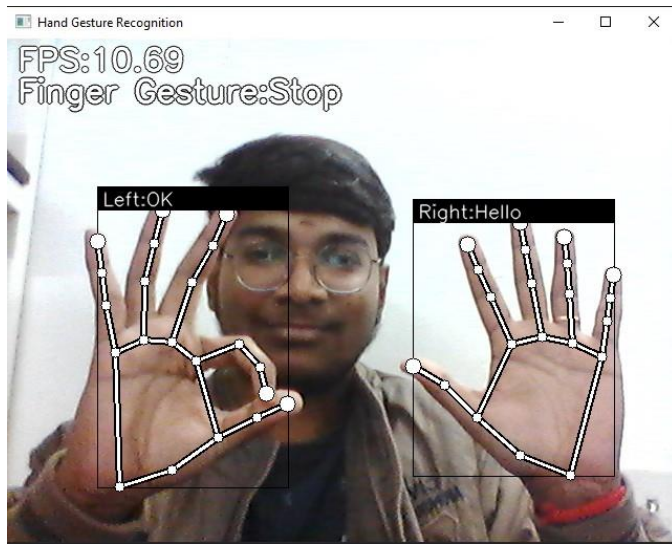 Hand Gesture Recognition
FPS:10.69
Finger Gesture:Stop
Left:OK
Right:Hello